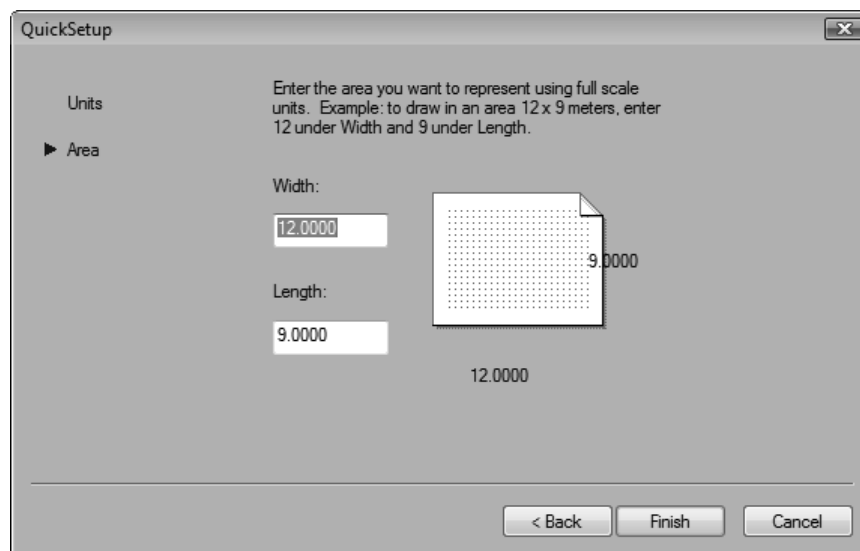 QuickSetup
Units
Area
Enter the area you want to represent using full scale
units. Example: to draw in an area 12 x 9 meters, enter
12 under Width and 9 under Length.
Width:
12.0000
Length:
9.0000
9.0000
12.0000
< Back
Finish
Cancel